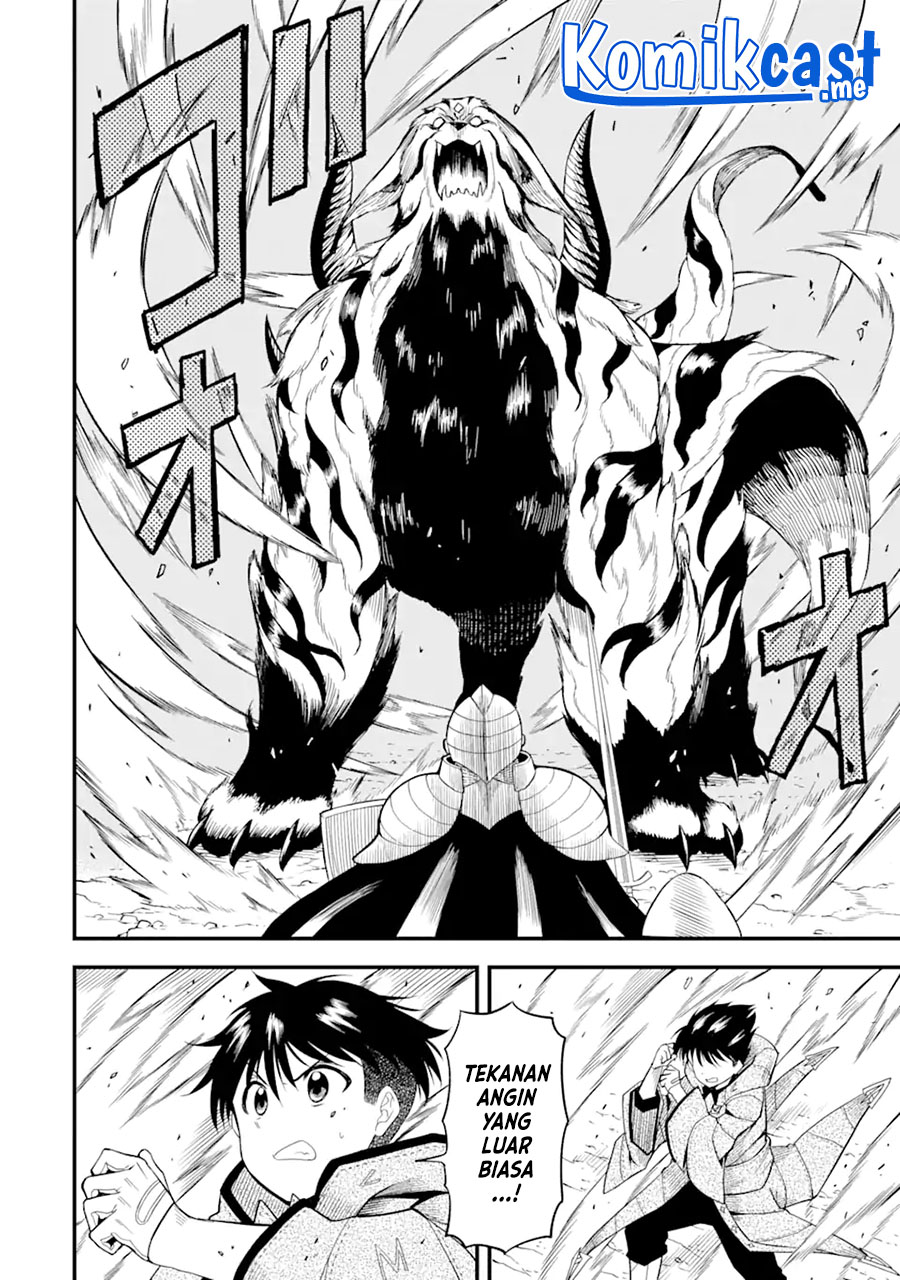 Komikcast
.me
ゴオオ
TEKANAN
ANGIN
YANG
LUAR
BIASA
...!